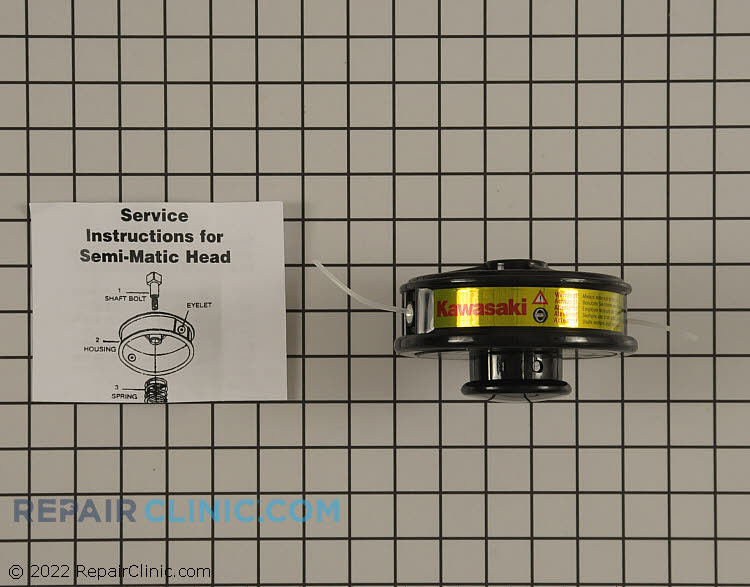 Service
Instructions for
Semi-Matic Head
1
SHAFT BOLT
EYELET
2
HOUSING
3
SPRING
Kawasaki
REPAIRCLINIC.COM
© 2022 RepairClinic.com